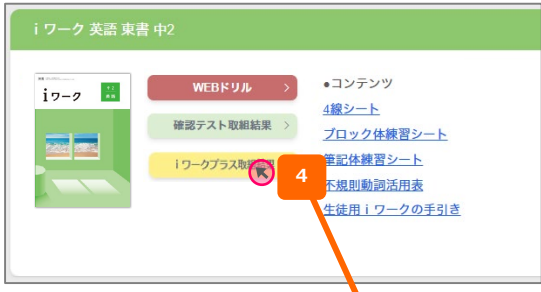 iワーク 英語 東書 中2
iワーク
WEBドリル >
確認テスト取組結果 >
iワークプラス取組結果
4
●コンテンツ
4線シート
ブロック体練習シート
筆記体練習シート
不規則動詞活用表
生徒用iワークの手引き